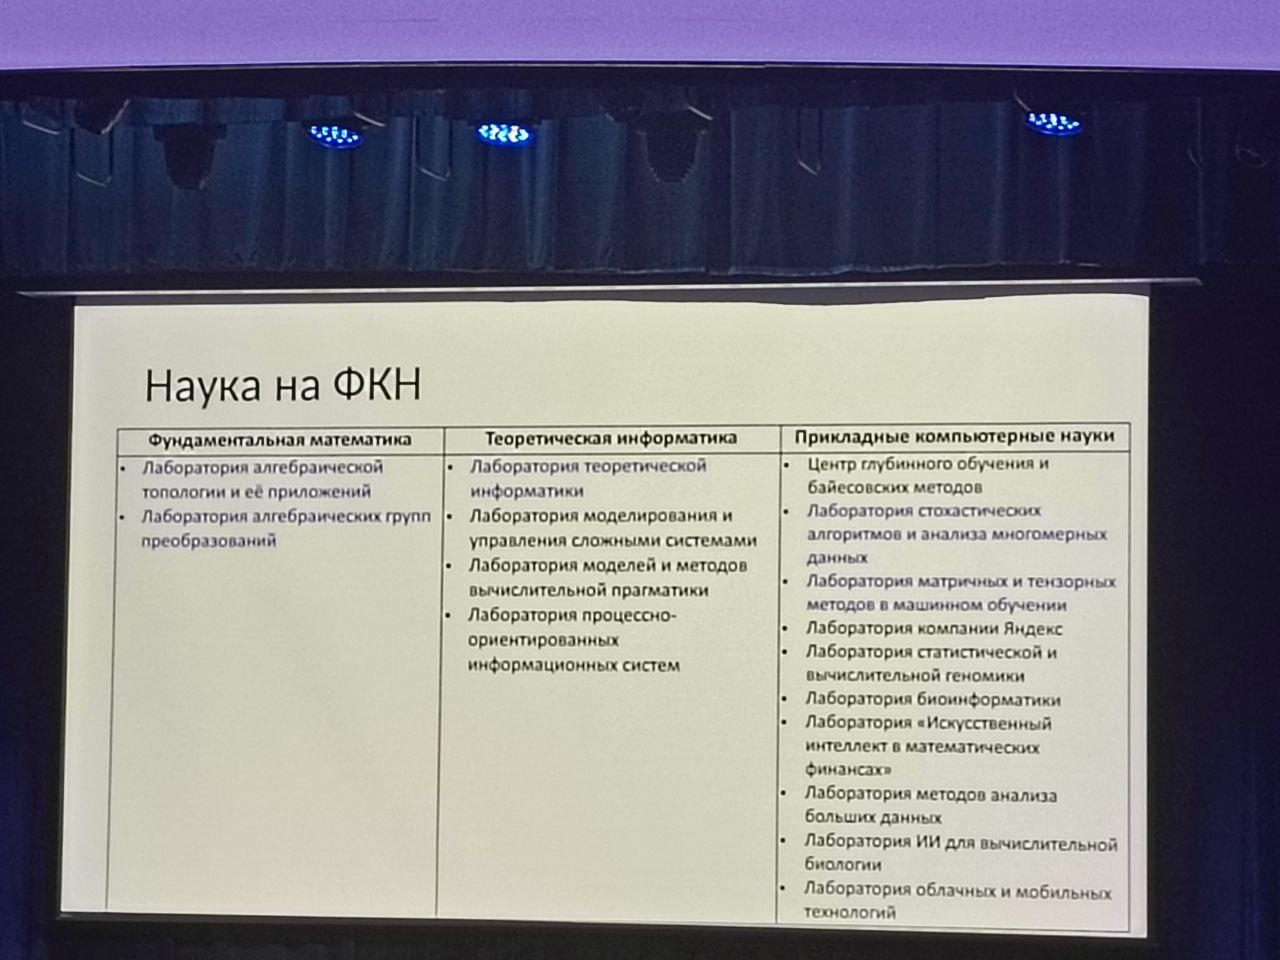 Наука на ФКН
Фундаментальная математика
• Лаборатория алгебраической
топологии и её приложений
• Лаборатория алгебраических групп
преобразований
Теоретическая информатика
• Лаборатория теоретической
информатики
• Лаборатория моделирования и
управления сложными системами
• Лаборатория моделей и методов
вычислительной прагматики
• Лаборатория процессно-
ориентированных
информационных систем
Прикладные компьютерные науки
• Центр глубинного обучения и
байесовских методов
• Лаборатория стохастических
алгоритмов и анализа многомерных
данных
• Лаборатория матричных и тензорных
методов в машинном обучении
• Лаборатория компании Яндекс
• Лаборатория статистической и
вычислительной геномики
• Лаборатория биоинформатики
• Лаборатория «Искусственный
интеллект в математических
финансах»
• Лаборатория методов анализа
больших данных
• Лаборатория ИИ для вычислительной
биологии
• Лаборатория облачных и мобильных
технологий